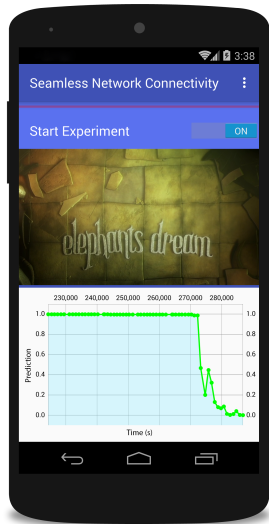 3:38
Seamless Network Connectivity
Start Experiment ON
elephants dream
230,000 240,000 250,000 260,000 270,000 280,000
1.0 1.0
0.8 0.8
0.6 0.6
0.4 0.4
0.2 0.2
0.0 0.0
Prediction
Time (s)